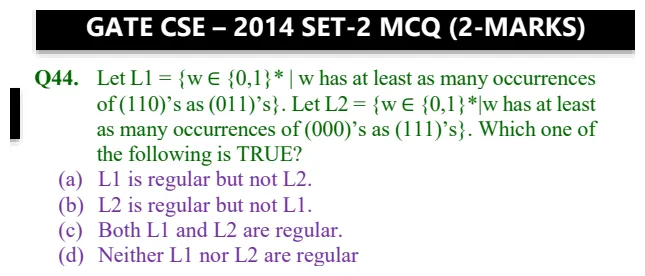 GATE CSE – 2014 SET-2 MCQ (2-MARKS)
Q44. Let L1 = {w ∈ {0,1}* | w has at least as many occurrences
of (110)’s as (011)’s}. Let L2 = {w ∈ {0,1}*|w has at least
as many occurrences of (000)’s as (111)’s}. Which one of
the following is TRUE?
(a) L1 is regular but not L2.
(b) L2 is regular but not L1.
(c) Both L1 and L2 are regular.
(d) Neither L1 nor L2 are regular